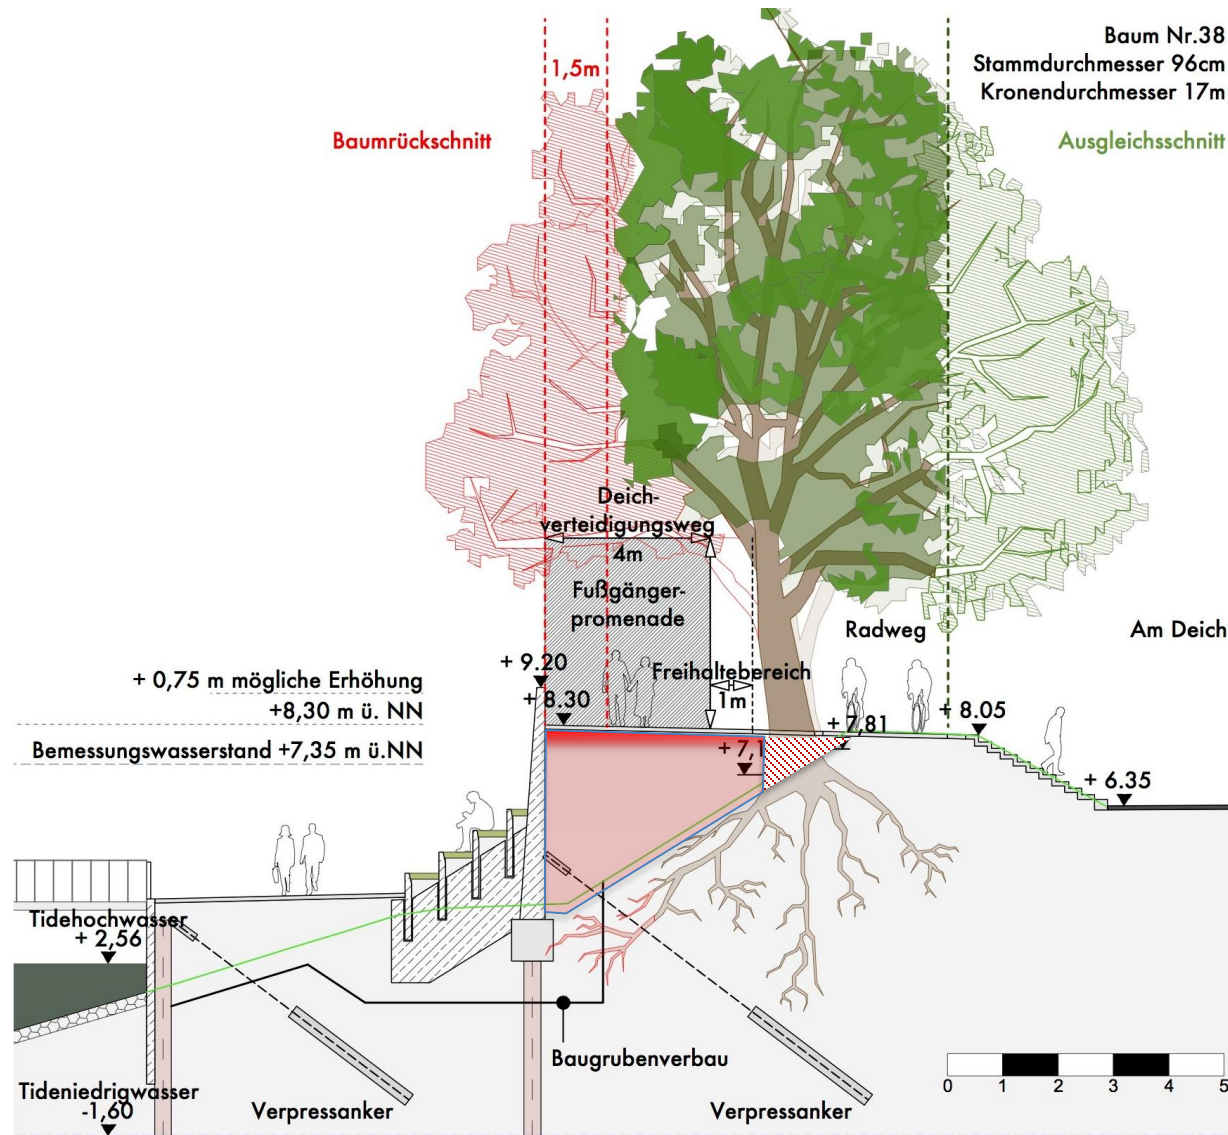 Baum Nr.38
Stammdurchmesser 96cm
Kronendurchmesser 17m
1,5m
Baumrückschnitt
Ausgleichsschnitt
Deich-
verteidigungsweg
4m
Fußgänger-
promenade
Radweg
Am Deich
+ 9.20
Freihaltebereich
1m
+ 0,75 m mögliche Erhöhung
+ 8.30
+8,30 m ü. NN
+ 7,81
+ 8.05
Bemessungswasserstand +7,35 m ü.NN
+ 7,1
+ 6.35
Tidehochwasser
+ 2,56
Baugrubenverbau
Tideniedrigwasser
-1,60
Verpressanker
Verpressanker
0 1 2 3 4 5